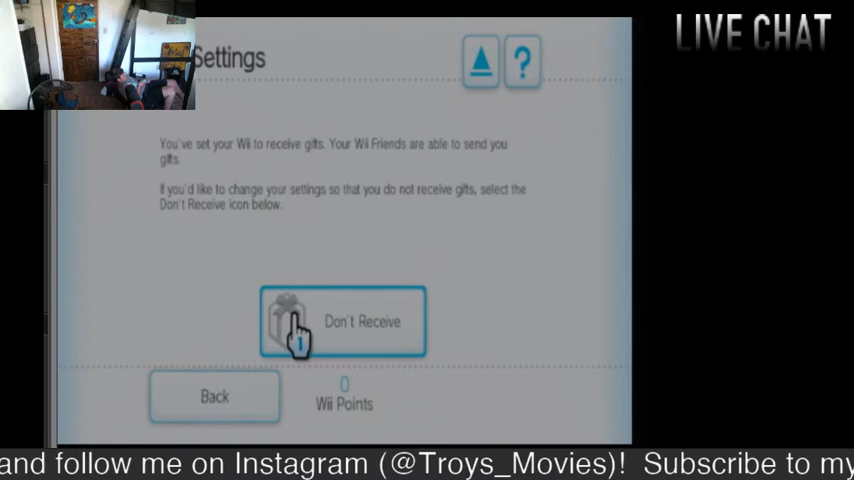 LIVE CHAT
Settings
?
You've set your Wii to receive gifts. Your Wii Friends are able to send you
gifts.
If you'd like to change your settings so that you do not receive gifts, select the
Don't Receive icon below.
Don't Receive
1
Back
0
Wii Points
and follow me on Instagram (@Troys_Movies)!  Subscribe to my